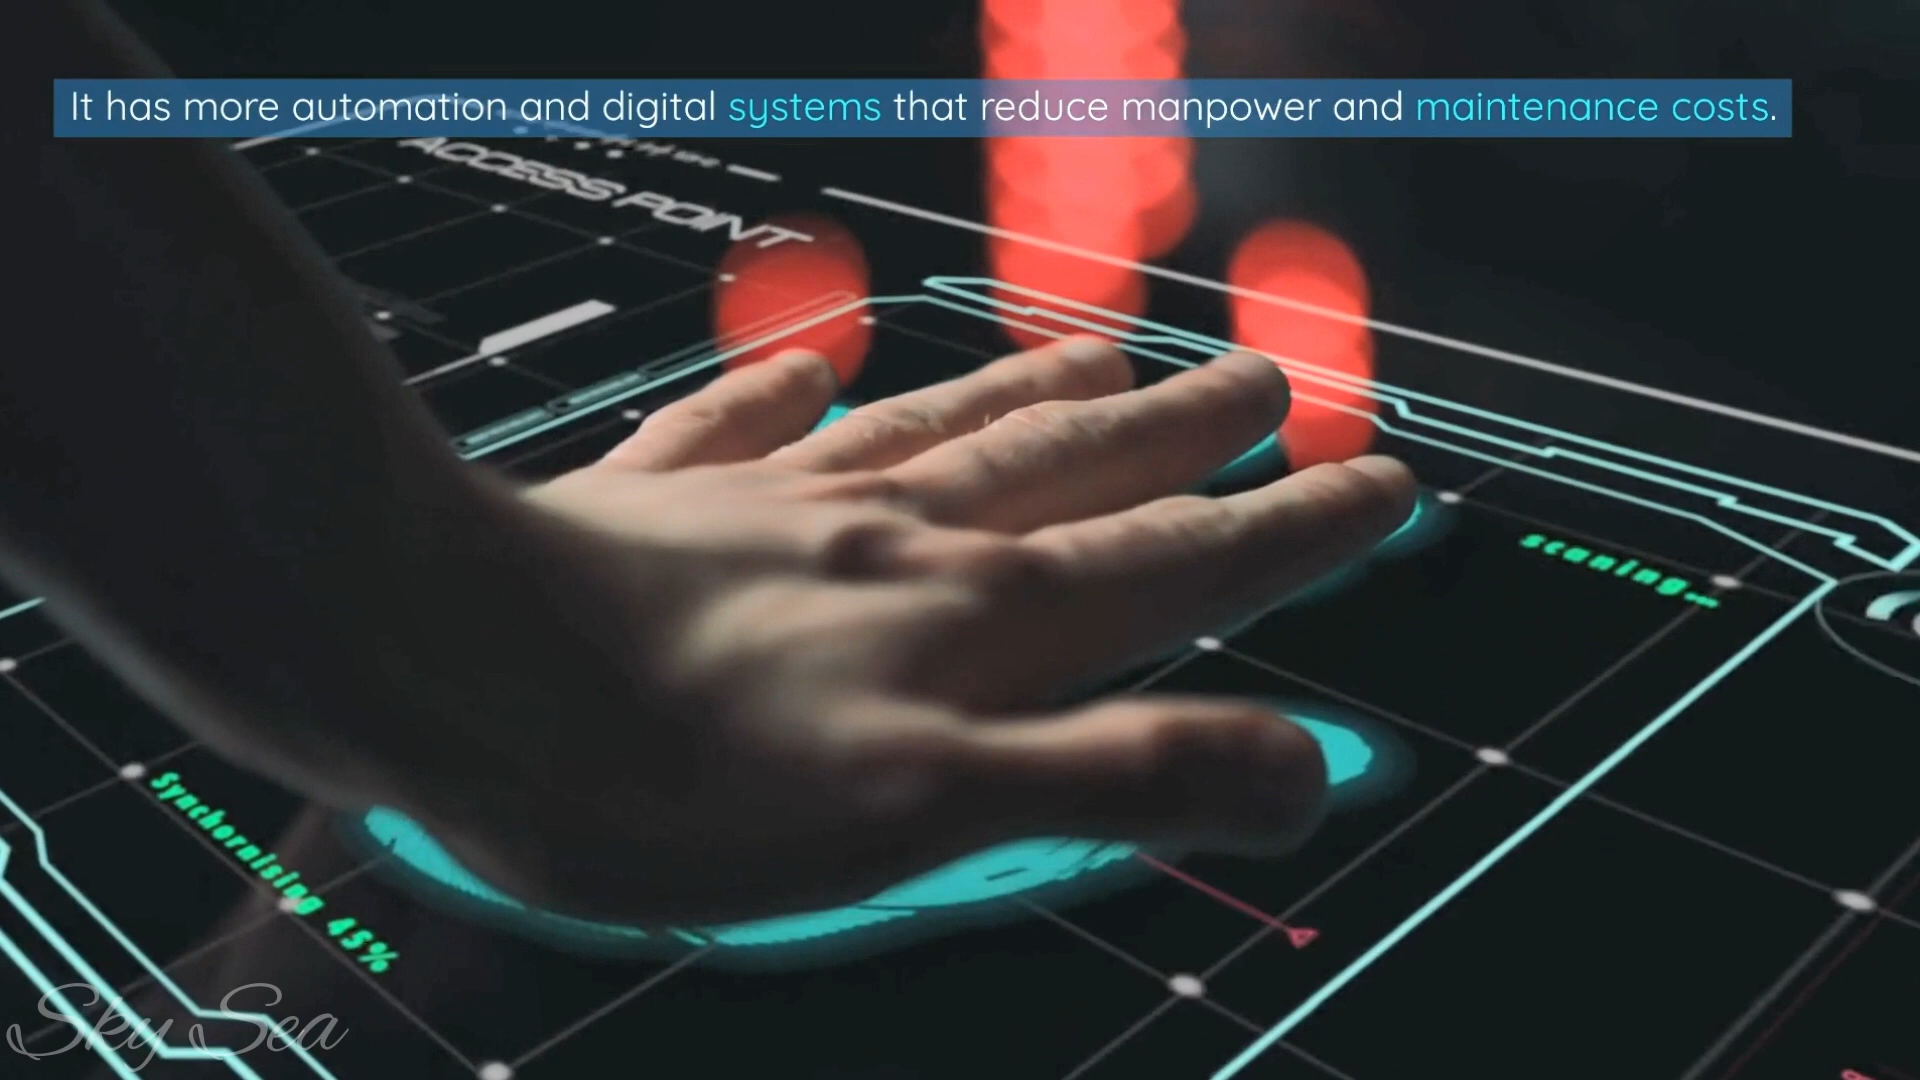 It has more automation and digital systems that reduce manpower and maintenance costs.
ACCESS POINT
scaning...
Synchornising 45%
Sky Sea